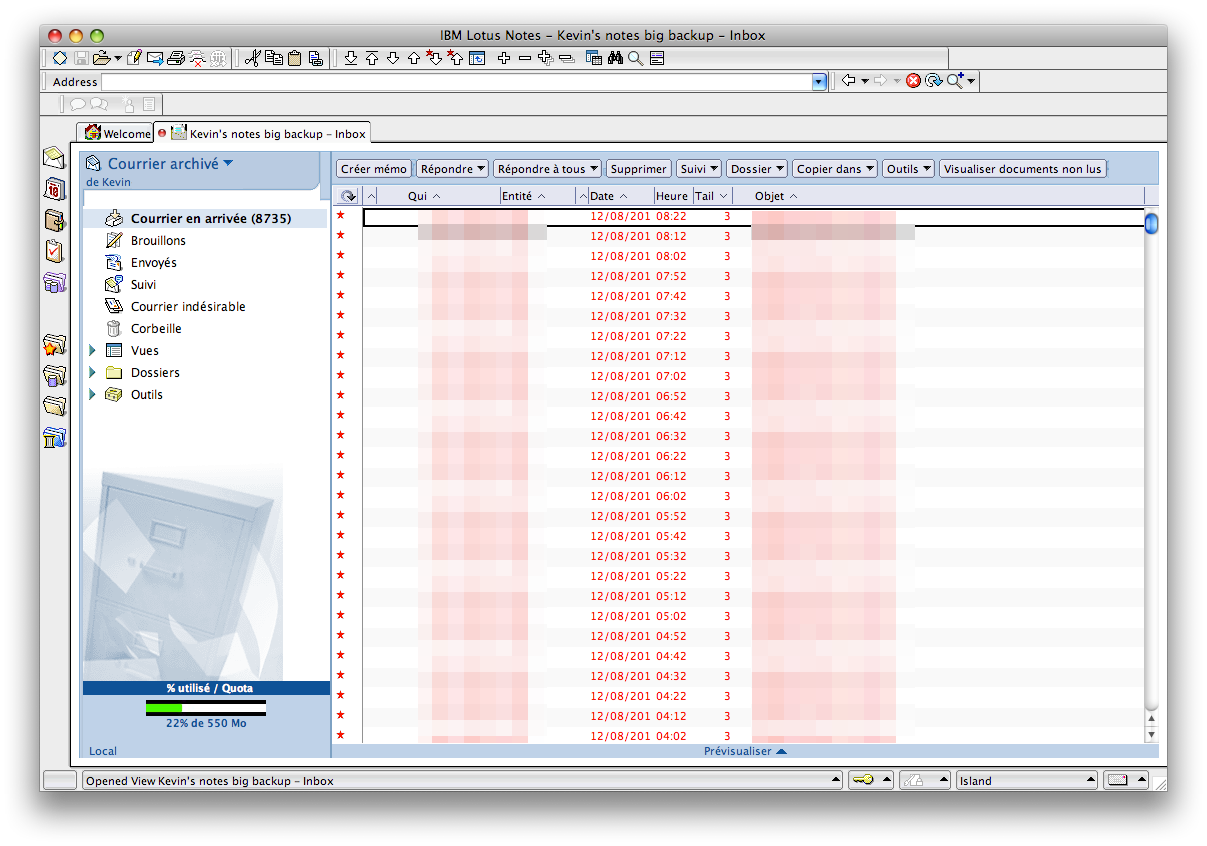 IBM Lotus Notes – Kevin's notes big backup – Inbox
Address
Welcome
Kevin's notes big backup – Inbox
Courrier archivé
de Kevin
Courrier en arrivée (8735)
Brouillons
Envoyés
Suivi
Courrier indésirable
Corbeille
Vues
Dossiers
Outils
% utilisé / Quota
22% de 550 Mo
Local
Créer mémo Répondre Répondre à tous Supprimer Suivi Dossier Copier dans Outils Visualiser documents non lus
Qui Entité Date Heure Tail Objet
12/08/201 08:22 3
12/08/201 08:12 3
12/08/201 08:02 3
12/08/201 07:52 3
12/08/201 07:42 3
12/08/201 07:32 3
12/08/201 07:22 3
12/08/201 07:12 3
12/08/201 07:02 3
12/08/201 06:52 3
12/08/201 06:42 3
12/08/201 06:32 3
12/08/201 06:22 3
12/08/201 06:12 3
12/08/201 06:02 3
12/08/201 05:52 3
12/08/201 05:42 3
12/08/201 05:32 3
12/08/201 05:22 3
12/08/201 05:12 3
12/08/201 05:02 3
12/08/201 04:52 3
12/08/201 04:42 3
12/08/201 04:32 3
12/08/201 04:22 3
12/08/201 04:12 3
12/08/201 04:02 3
Prévisualiser
Opened View Kevin's notes big backup – Inbox
Island